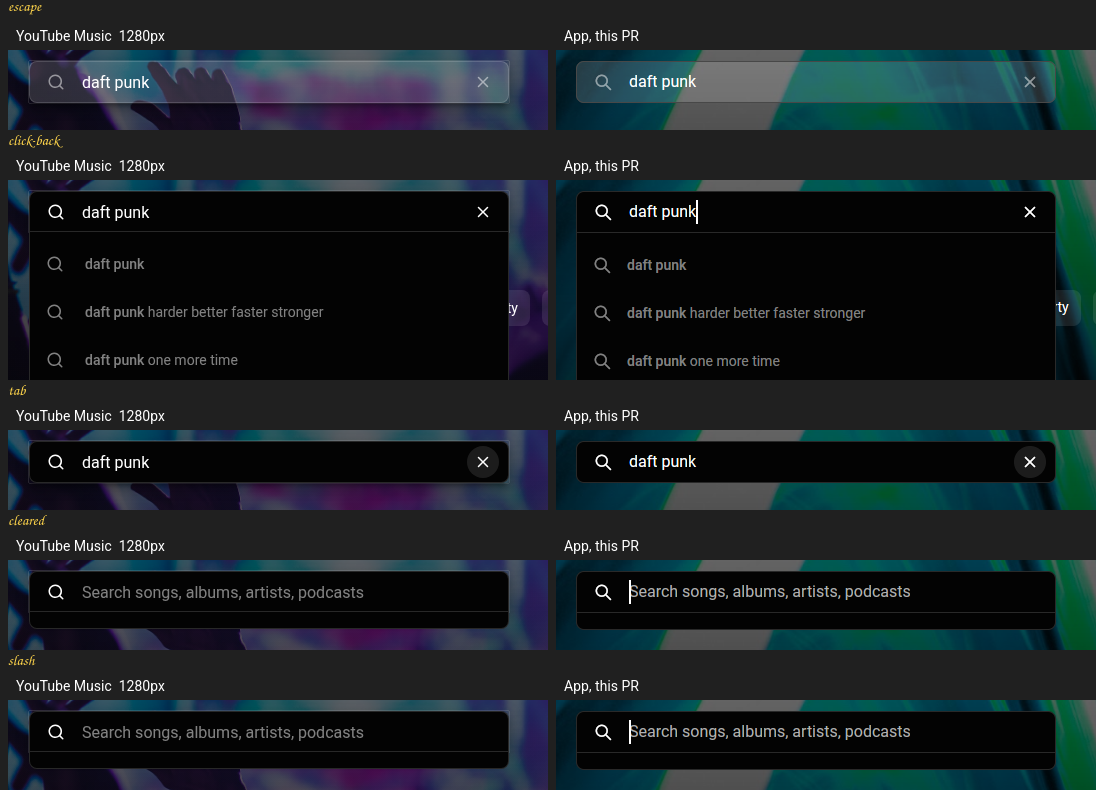 escape
YouTube Music 1280px
App, this PR
daft punk
daft punk
click-back
YouTube Music 1280px
App, this PR
daft punk
daft punk
daft punk
daft punk
daft punk harder better faster stronger
daft punk harder better faster stronger
ty
rty
daft punk one more time
daft punk one more time
tab
YouTube Music 1280px
App, this PR
daft punk
daft punk
cleared
YouTube Music 1280px
App, this PR
Search songs, albums, artists, podcasts
Search songs, albums, artists, podcasts
slash
YouTube Music 1280px
App, this PR
Search songs, albums, artists, podcasts
Search songs, albums, artists, podcasts